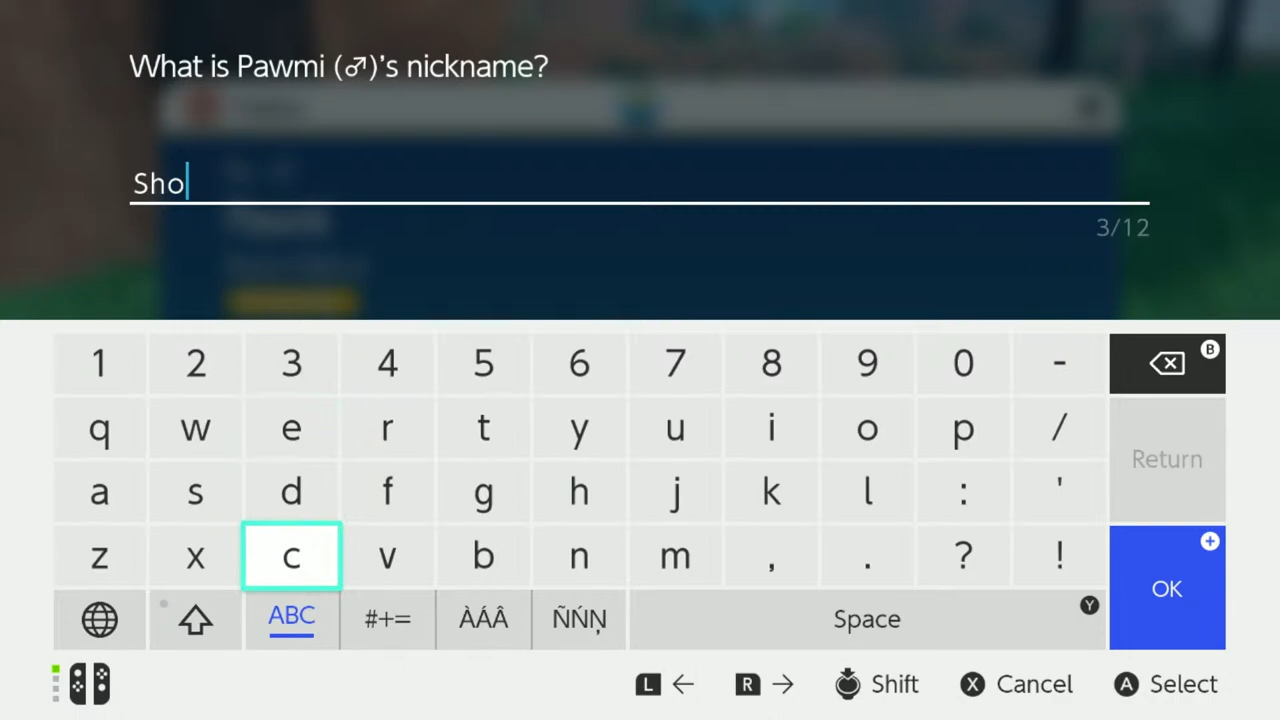 What is Pawmi (♂)'s nickname?
Sho
3/12
1 2 3 4 5 6 7 8 9 0 - B
q w e r t y u i o p /
Return
a s d f g h j k l : '
z x c v b n m , . ? ! +
OK
ABC #+= ÀÁÂ ÑŃŅ Space Y
L ← R → Shift X Cancel A Select